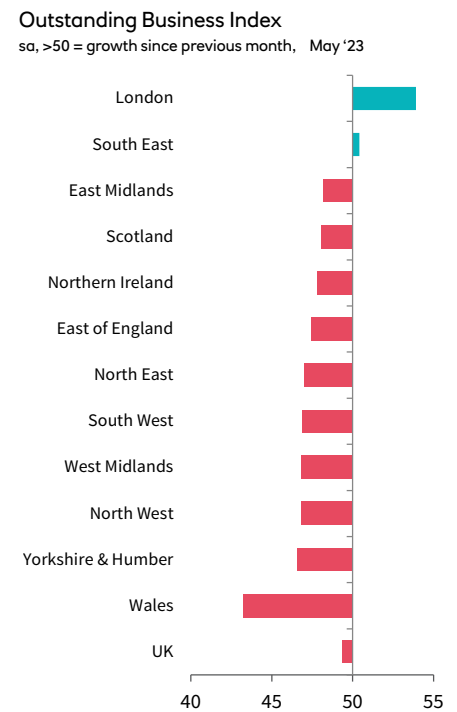 Outstanding Business Index
sa, >50 = growth since previous month, May ‘23
London
South East
East Midlands
Scotland
Northern Ireland
East of England
North East
South West
West Midlands
North West
Yorkshire & Humber
Wales
UK
40 45 50 55